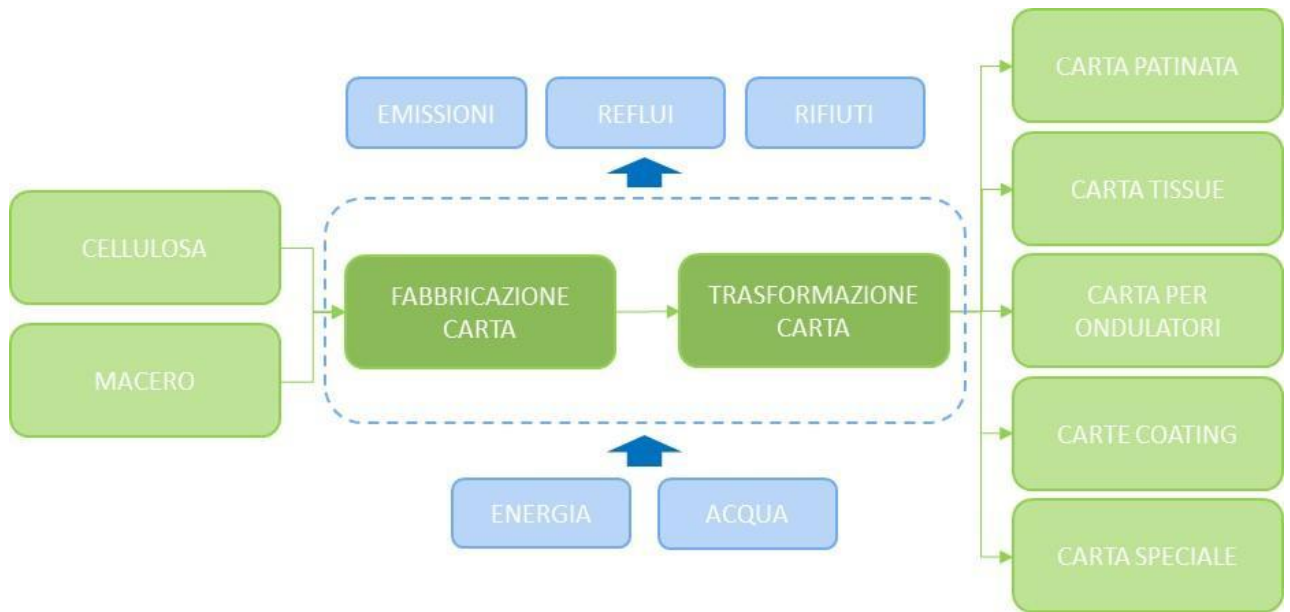 EMISSIONI
REFLUI
RIFIUTI
CELLULOSA
MACERO
FABBRICAZIONE
CARTA
TRASFORMAZIONE
CARTA
ENERGIA
ACQUA
CARTA PATINATA
CARTA TISSUE
CARTA PER
ONDULATORI
CARTE COATING
CARTA SPECIALE